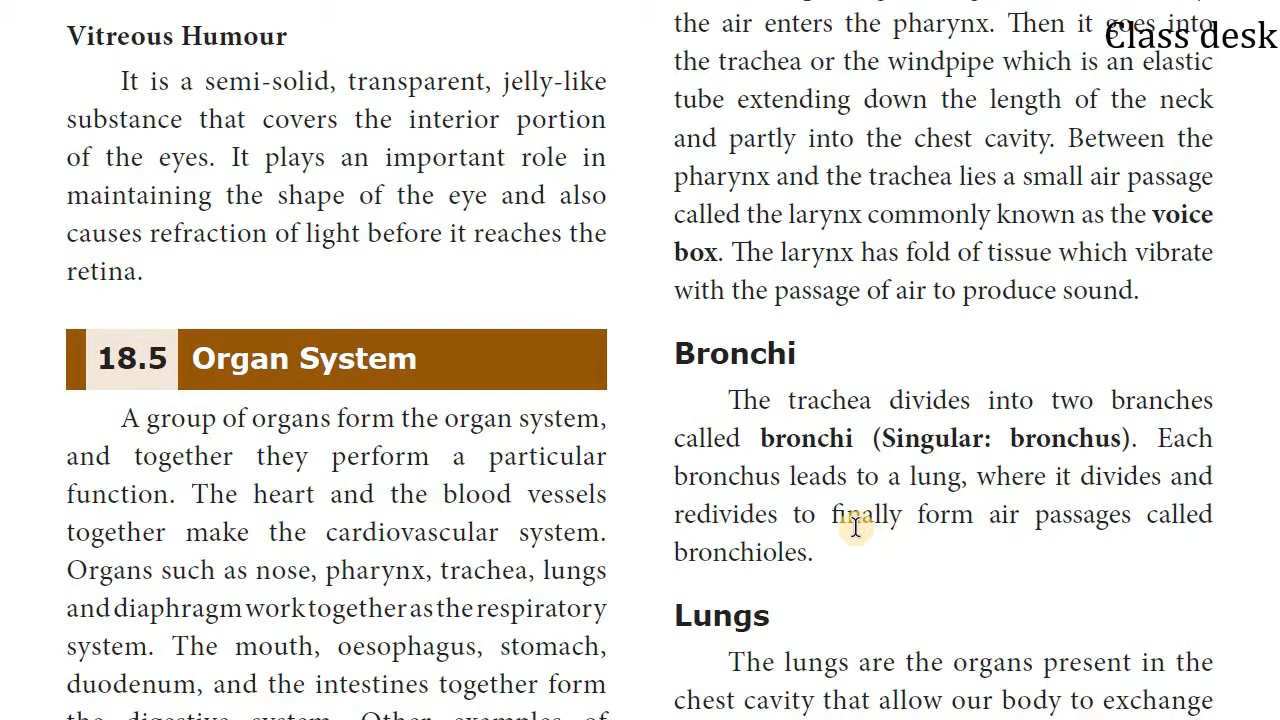 Vitreous Humour
It is a semi-solid, transparent, jelly-like
substance that covers the interior portion
of the eyes. It plays an important role in
maintaining the shape of the eye and also
causes refraction of light before it reaches the
retina.
18.5 Organ System
A group of organs form the organ system,
and together they perform a particular
function. The heart and the blood vessels
together make the cardiovascular system.
Organs such as nose, pharynx, trachea, lungs
and diaphragm work together as the respiratory
system. The mouth, oesophagus, stomach,
duodenum, and the intestines together form
the digestive system. Other examples of
the air enters the pharynx. Then it goes into
the trachea or the windpipe which is an elastic
tube extending down the length of the neck
and partly into the chest cavity. Between the
pharynx and the trachea lies a small air passage
called the larynx commonly known as the voice
box. The larynx has fold of tissue which vibrate
with the passage of air to produce sound.
Bronchi
The trachea divides into two branches
called bronchi (Singular: bronchus). Each
bronchus leads to a lung, where it divides and
redivides to finally form air passages called
bronchioles.
Lungs
The lungs are the organs present in the
chest cavity that allow our body to exchange
Class desk